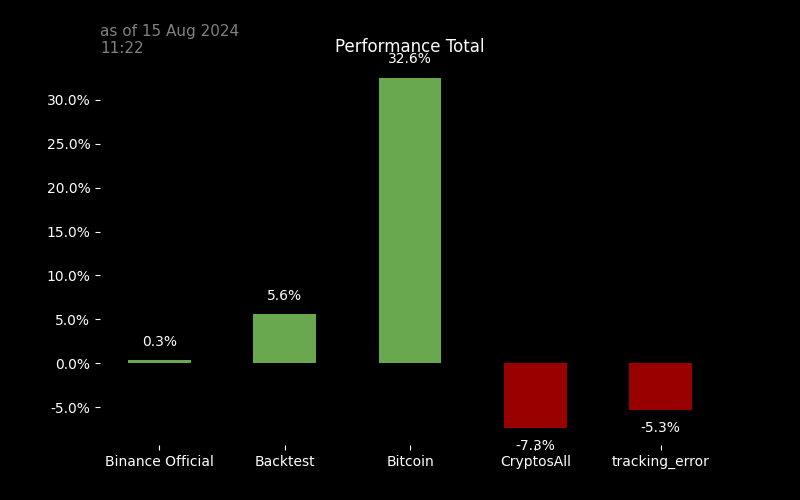 as of 15 Aug 2024
11:22
Performance Total
32.6%
30.0%
25.0%
20.0%
15.0%
10.0%
5.0%
0.0%
-5.0%
0.3%
5.6%
-7.3%
-5.3%
Binance Official
Backtest
Bitcoin
CryptosAll
tracking_error